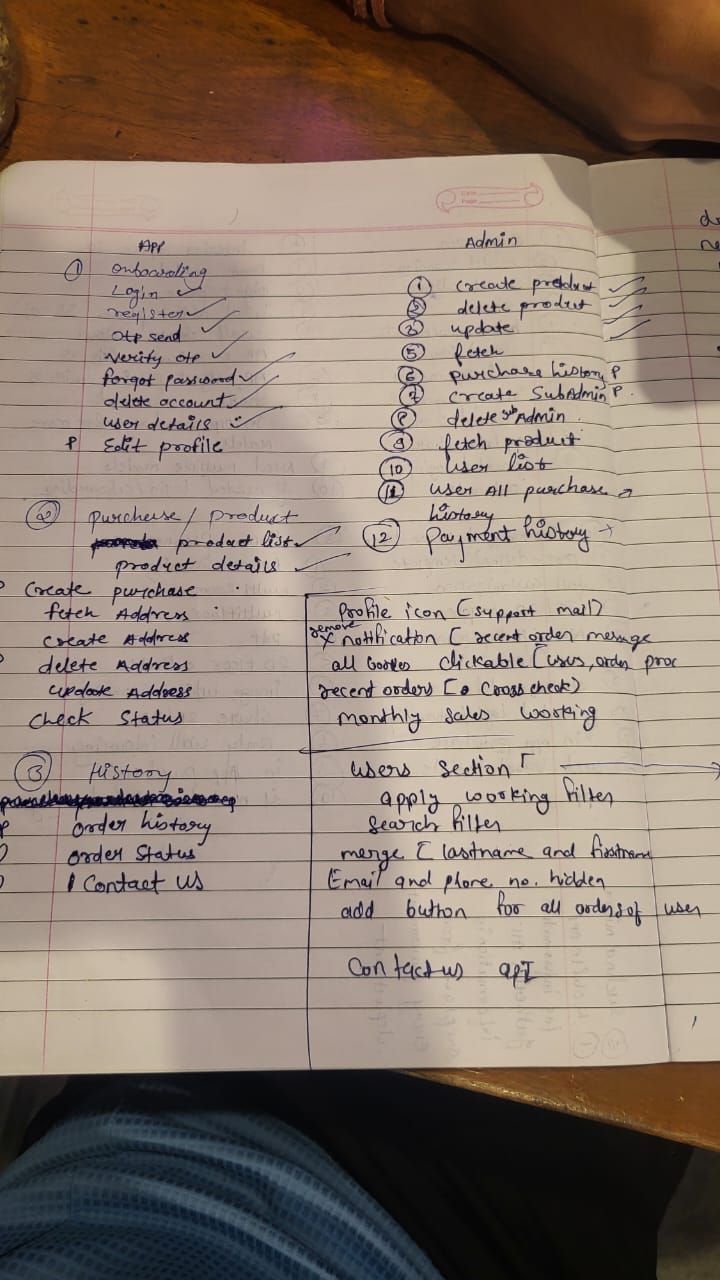 App
① Onboarding
Login ✓
register ✓
Otp send ✓
verify otp ✓
forgot password ✓
delete account ✓
user details ✓
P Edit profile
② Purchase / product
product list ✓
product details ✓
Create purchase
fetch Address
create Address
delete Address
update Address
Check Status
③ History
order history
order Status
Contact us
Admin
① create product ✓
delete product ✓
③ update ✓
⑤ fetch
⑥ Purchase history P
⑦ create SubAdmin P.
⑧ delete sub Admin
⑨ fetch product
⑩ User list
⑪ user All purchase
history
⑫ Payment history
Profile icon [support mail]
remove
x notification [ recent order message
all clickable [users, order, proc
recent orders [ cross check)
monthly sales working
users section
apply working filter
search filter
merge [ lastname and firstname
Email and phone no. hidden
add button for all orders of user
Contact us apI